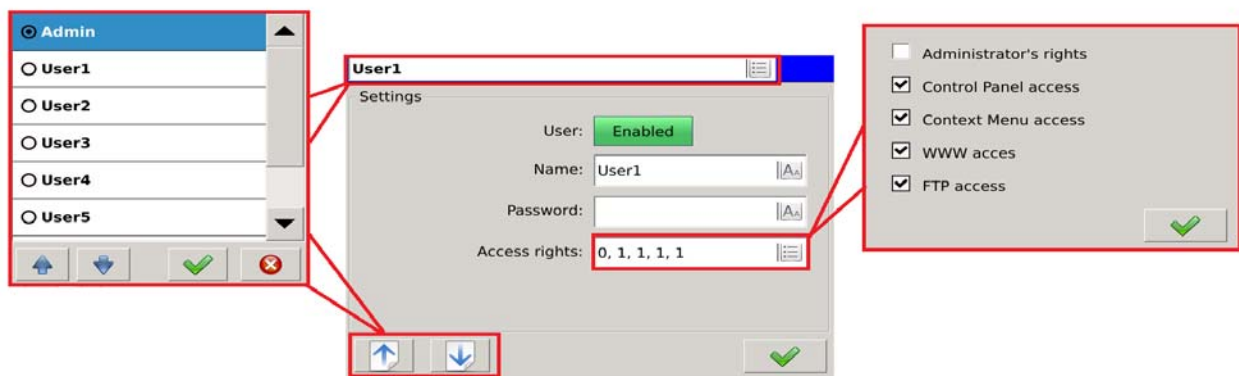 Admin
User1
User2
User3
User4
User5
User1
Settings
User: Enabled
Name: User1
Password:
Access rights: 0, 1, 1, 1, 1
Administrator's rights
Control Panel access
Context Menu access
WWW acces
FTP access